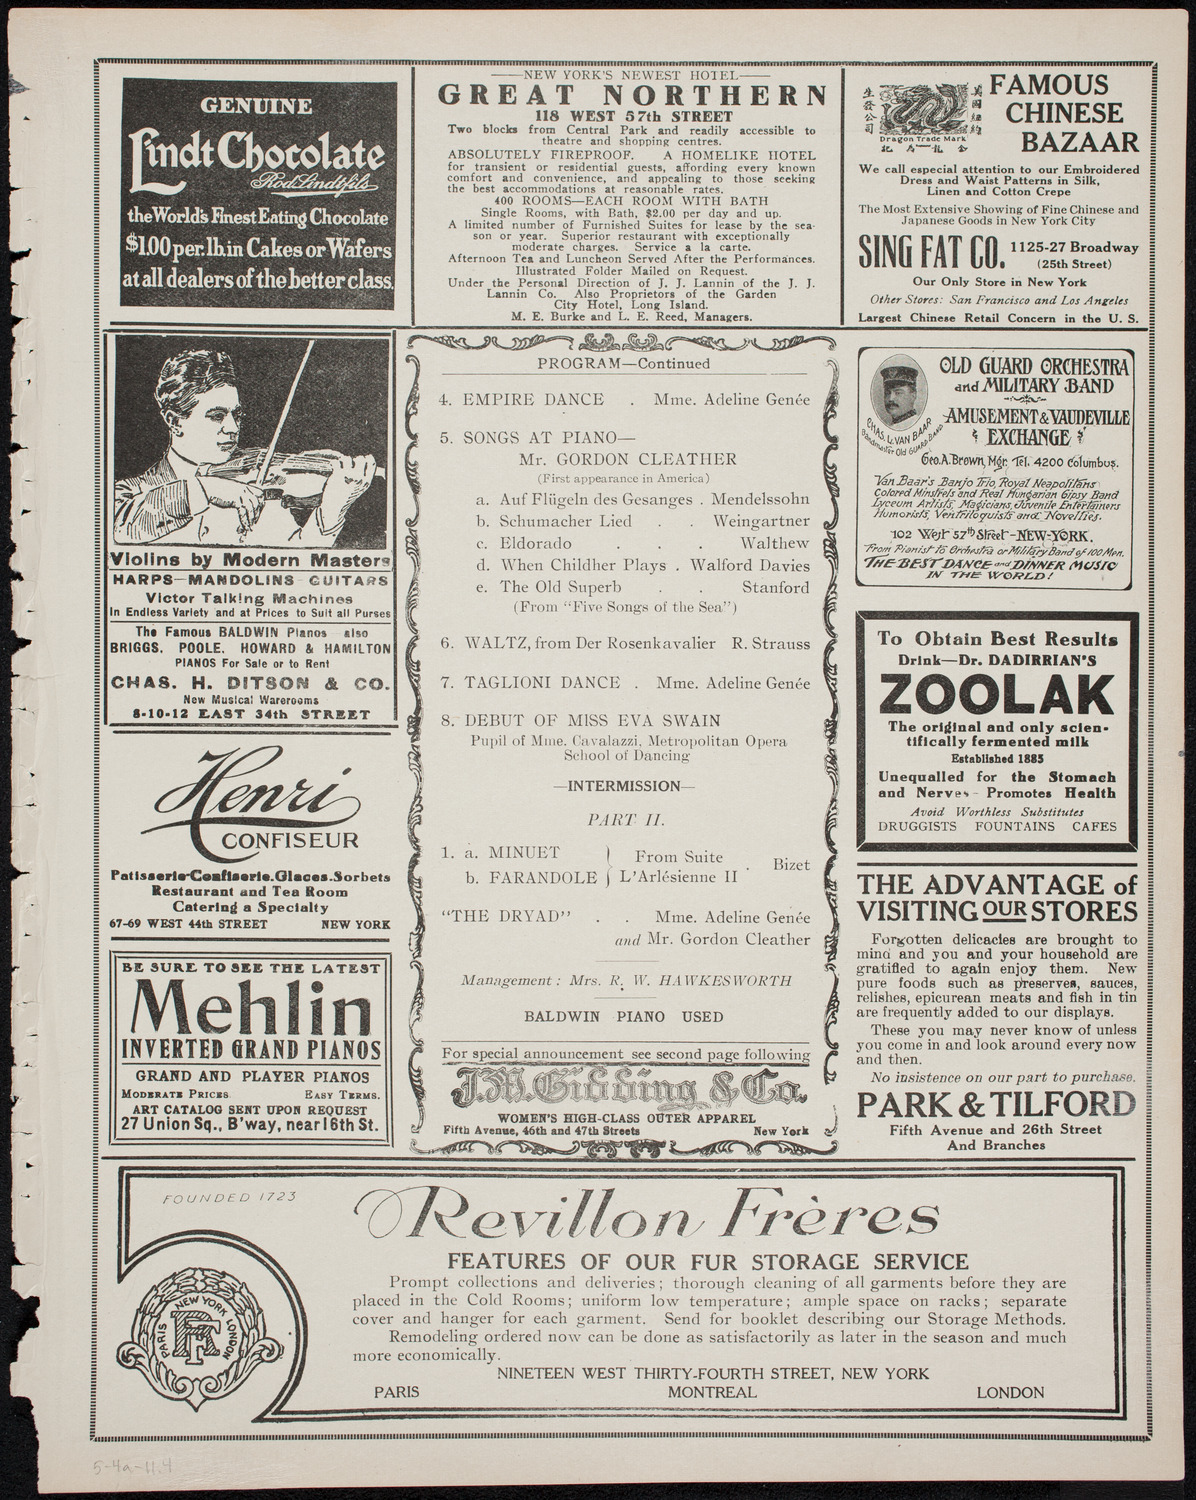 GENUINE
Lindt Chocolate
Rod. Lindt fils
the World's Finest Eating Chocolate
$1.00 per. lb. in Cakes or Wafers
at all dealers of the better class.
NEW YORK'S NEWEST HOTEL
GREAT NORTHERN
118 WEST 57th STREET
Two blocks from Central Park and readily accessible to
theatre and shopping centres.
ABSOLUTELY FIREPROOF. A HOMELIKE HOTEL
for transient or residential guests, affording every known
comfort and convenience, and appealing to those seeking
the best accommodations at reasonable rates.
400 ROOMS—EACH ROOM WITH BATH
Single Rooms, with Bath, $2.00 per day and up.
A limited number of Furnished Suites for lease by the sea-
son or year. Superior restaurant with exceptionally
moderate charges. Service a la carte.
Afternoon Tea and Luncheon Served After the Performances.
Illustrated Folder Mailed on Request.
Under the Personal Direction of J. J. Lannin of the J. J.
Lannin Co. Also Proprietors of the Garden
City Hotel, Long Island.
M. E. Burke and L. E. Reed, Managers.
生發公司
Dragon Trade Mark
FAMOUS
CHINESE
BAZAAR
We call especial attention to our Embroidered
Dress and Waist Patterns in Silk,
Linen and Cotton Crepe
The Most Extensive Showing of Fine Chinese and
Japanese Goods in New York City
SING FAT CO. 1125-27 Broadway
(25th Street)
Our Only Store in New York
Other Stores: San Francisco and Los Angeles
Largest Chinese Retail Concern in the U. S.
Violins by Modern Masters
HARPS—MANDOLINS—GUITARS
Victor Talking Machines
In Endless Variety and at Prices to Suit all Purses
The Famous BALDWIN Pianos also
BRIGGS, POOLE, HOWARD & HAMILTON
PIANOS For Sale or to Rent
CHAS. H. DITSON & CO.
New Musical Warerooms
8-10-12 EAST 34th STREET
Henri
CONFISEUR
Patisserie-Confiserie.Glaces.Sorbets
Restaurant and Tea Room
Catering a Specialty
67-69 WEST 44th STREET NEW YORK
BE SURE TO SEE THE LATEST
Mehlin
INVERTED GRAND PIANOS
GRAND AND PLAYER PIANOS
MODERATE PRICES EASY TERMS.
ART CATALOG SENT UPON REQUEST
27 Union Sq., B'way, near 16th St.
PROGRAM—Continued
4. EMPIRE DANCE . Mme. Adeline Genée
5. SONGS AT PIANO—
Mr. GORDON CLEATHER
(First appearance in America)
a. Auf Flügeln des Gesanges . Mendelssohn
b. Schumacher Lied . . Weingartner
c. Eldorado . . . Walthew
d. When Childher Plays . Walford Davies
e. The Old Superb . . Stanford
(From "Five Songs of the Sea")
6. WALTZ, from Der Rosenkavalier R. Strauss
7. TAGLIONI DANCE . Mme. Adeline Genée
8. DEBUT OF MISS EVA SWAIN
Pupil of Mme. Cavalazzi, Metropolitan Opera
School of Dancing
—INTERMISSION—
PART II.
1. a. MINUET
b. FARANDOLE
From Suite
L'Arlésienne II . Bizet
"THE DRYAD" . . Mme. Adeline Genée
and Mr. Gordon Cleather
Management: Mrs. R. W. HAWKESWORTH
BALDWIN PIANO USED
For special announcement see second page following
J.M. Gidding & Co.
WOMEN'S HIGH-CLASS OUTER APPAREL
Fifth Avenue, 46th and 47th Streets New York
CHAS. L. VAN BAAR
Bandmaster Old GUARD BAND
OLD GUARD ORCHESTRA
and MILITARY BAND
AMUSEMENT & VAUDEVILLE
EXCHANGE
Geo. A. Brown, Mgr. Tel. 4200 Columbus.
Van Baar's Banjo Trio, Royal Neapolitans
Colored Minstrels and Real Hungarian Gipsy Band
Lyceum Artists, Magicians, Juvenile Entertainers
Humorists, Ventriloquists and Novelties.
102 West 57th Street-NEW-YORK.
From Pianist to Orchestra or Military Band of 100 Men.
THE BEST DANCE and DINNER MUSIC
IN THE WORLD!
To Obtain Best Results
Drink—Dr. DADIRRIAN'S
ZOOLAK
The original and only scien-
tifically fermented milk
Established 1885
Unequalled for the Stomach
and Nerves - Promotes Health
Avoid Worthless Substitutes
DRUGGISTS FOUNTAINS CAFES
THE ADVANTAGE of
VISITING OUR STORES
Forgotten delicacies are brought to
mind and you and your household are
gratified to again enjoy them. New
pure foods such as preserves, sauces,
relishes, epicurean meats and fish in tin
are frequently added to our displays.
These you may never know of unless
you come in and look around every now
and then.
No insistence on our part to purchase.
PARK & TILFORD
Fifth Avenue and 26th Street
And Branches
FOUNDED 1723
PARIS NEW YORK LONDON
RF
Revillon Frères
FEATURES OF OUR FUR STORAGE SERVICE
Prompt collections and deliveries; thorough cleaning of all garments before they are
placed in the Cold Rooms; uniform low temperature; ample space on racks; separate
cover and hanger for each garment. Send for booklet describing our Storage Methods.
Remodeling ordered now can be done as satisfactorily as later in the season and much
more economically.
NINETEEN WEST THIRTY-FOURTH STREET, NEW YORK
PARIS MONTREAL LONDON
5-4a-11.4